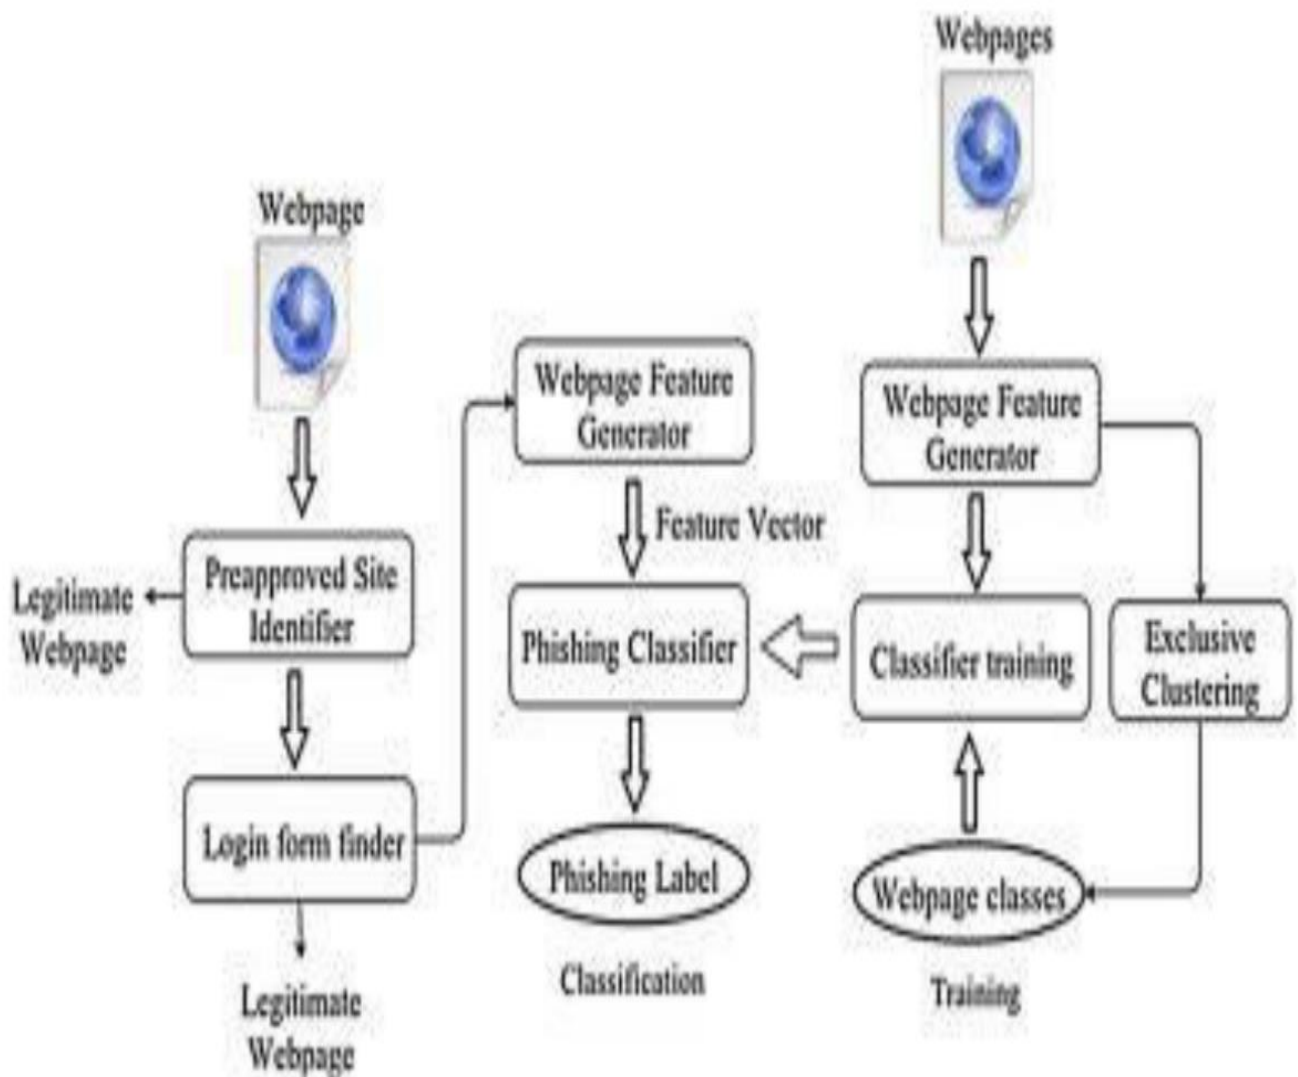 Webpages
Webpage
Webpage Feature
Generator
Webpage Feature
Generator
Feature Vector
Preapproved Site
Identifier
Legitimate
Webpage
Phishing Classifier
Classifier training
Exclusive
Clustering
Login form finder
Phishing Label
Webpage classes
Classification
Training
Legitimate
Webpage